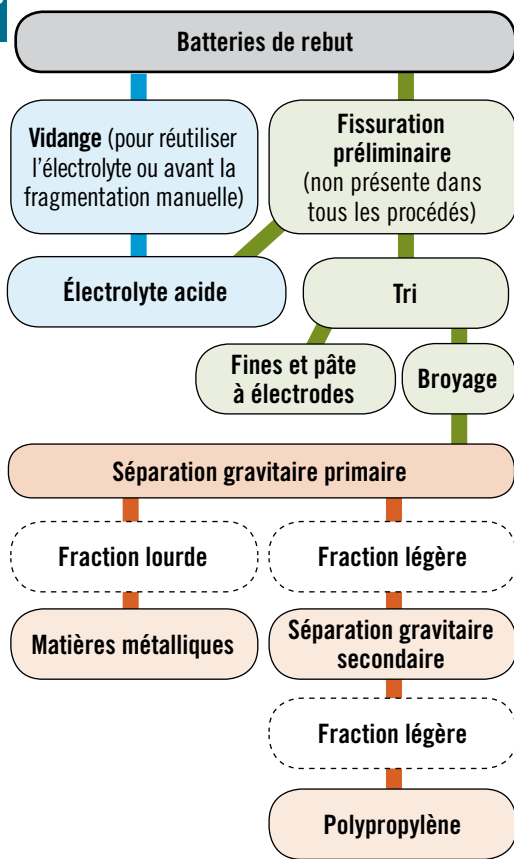 Batteries de rebut
Vidange (pour réutiliser
l'électrolyte ou avant la
fragmentation manuelle)
Fissuration
préliminaire
(non présente dans
tous les procédés)
Électrolyte acide
Tri
Fines et pâte
à électrodes
Broyage
Séparation gravitaire primaire
Fraction lourde
Fraction légère
Matières métalliques
Séparation gravitaire
secondaire
Fraction légère
Polypropylène